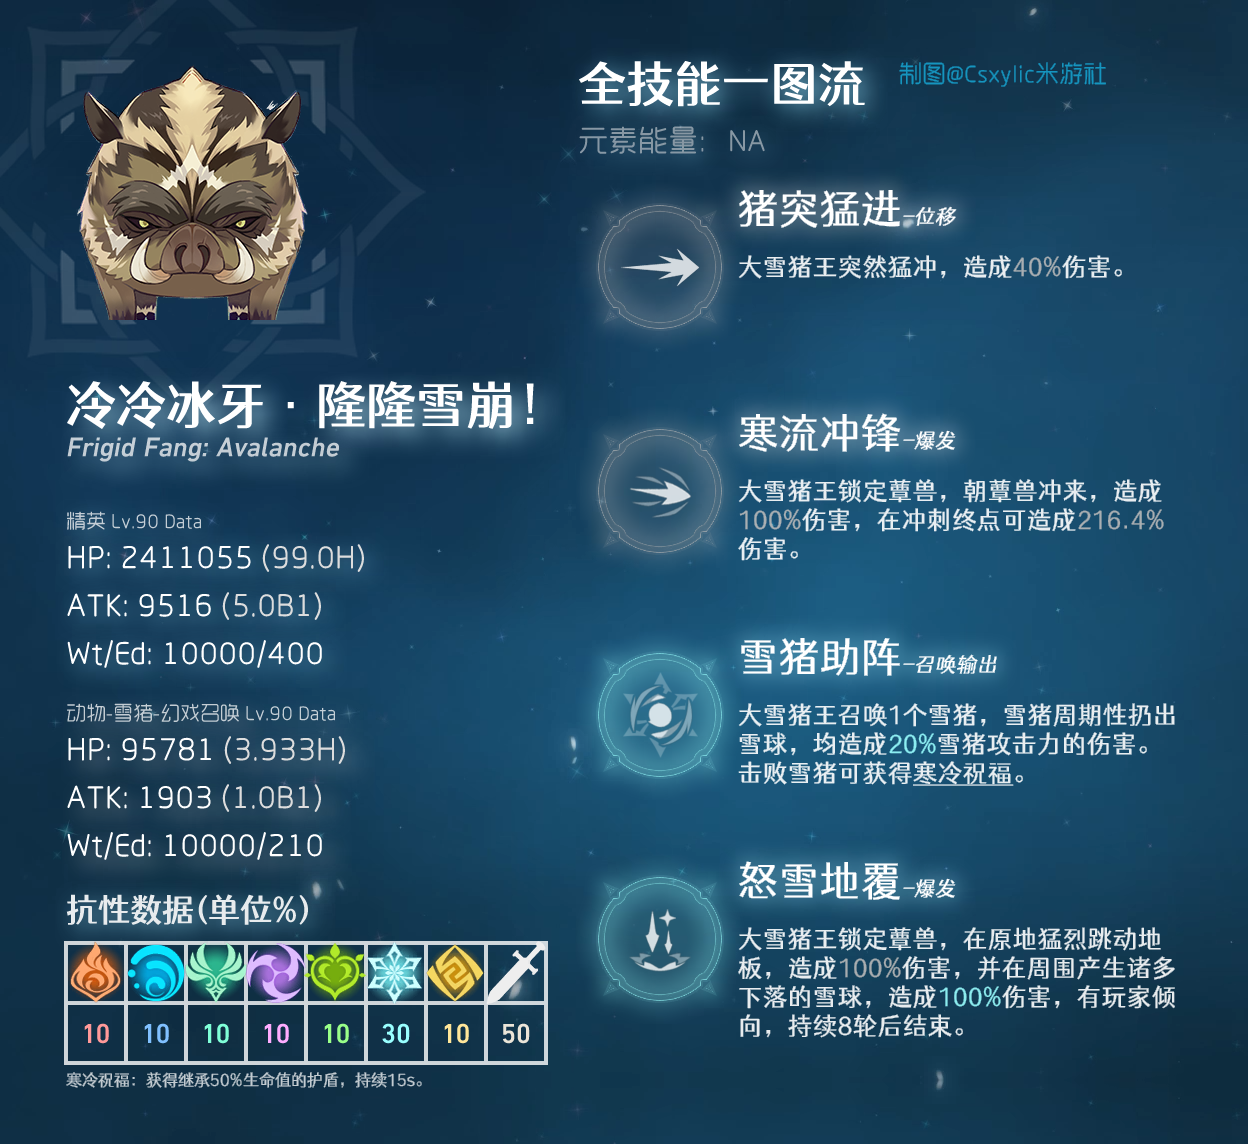 全技能一图流
制图@Csxylic米游社
元素能量: NA
猪突猛进-位移
大雪猪王突然猛冲，造成40%伤害。
寒流冲锋-爆发
大雪猪王锁定蕈兽，朝蕈兽冲来，造成
100%伤害，在冲刺终点可造成216.4%
伤害。
雪猪助阵-召唤输出
大雪猪王召唤1个雪猪，雪猪周期性扔出
雪球，均造成20%雪猪攻击力的伤害。
击败雪猪可获得寒冷祝福。
怒雪地覆-爆发
大雪猪王锁定蕈兽，在原地猛烈跳动地
板，造成100%伤害，并在周围产生诸多
下落的雪球，造成100%伤害，有玩家倾
向，持续8轮后结束。
冷冷冰牙·隆隆雪崩！
Frigid Fang: Avalanche
精英 Lv.90 Data
HP: 2411055 (99.0H)
ATK: 9516 (5.0B1)
Wt/Ed: 10000/400
动物-雪猪-幻戏召唤 Lv.90 Data
HP: 95781 (3.933H)
ATK: 1903 (1.0B1)
Wt/Ed: 10000/210
抗性数据(单位%)
10 10 10 10 10 30 10 50
寒冷祝福：获得继承50%生命值的护盾，持续15s。